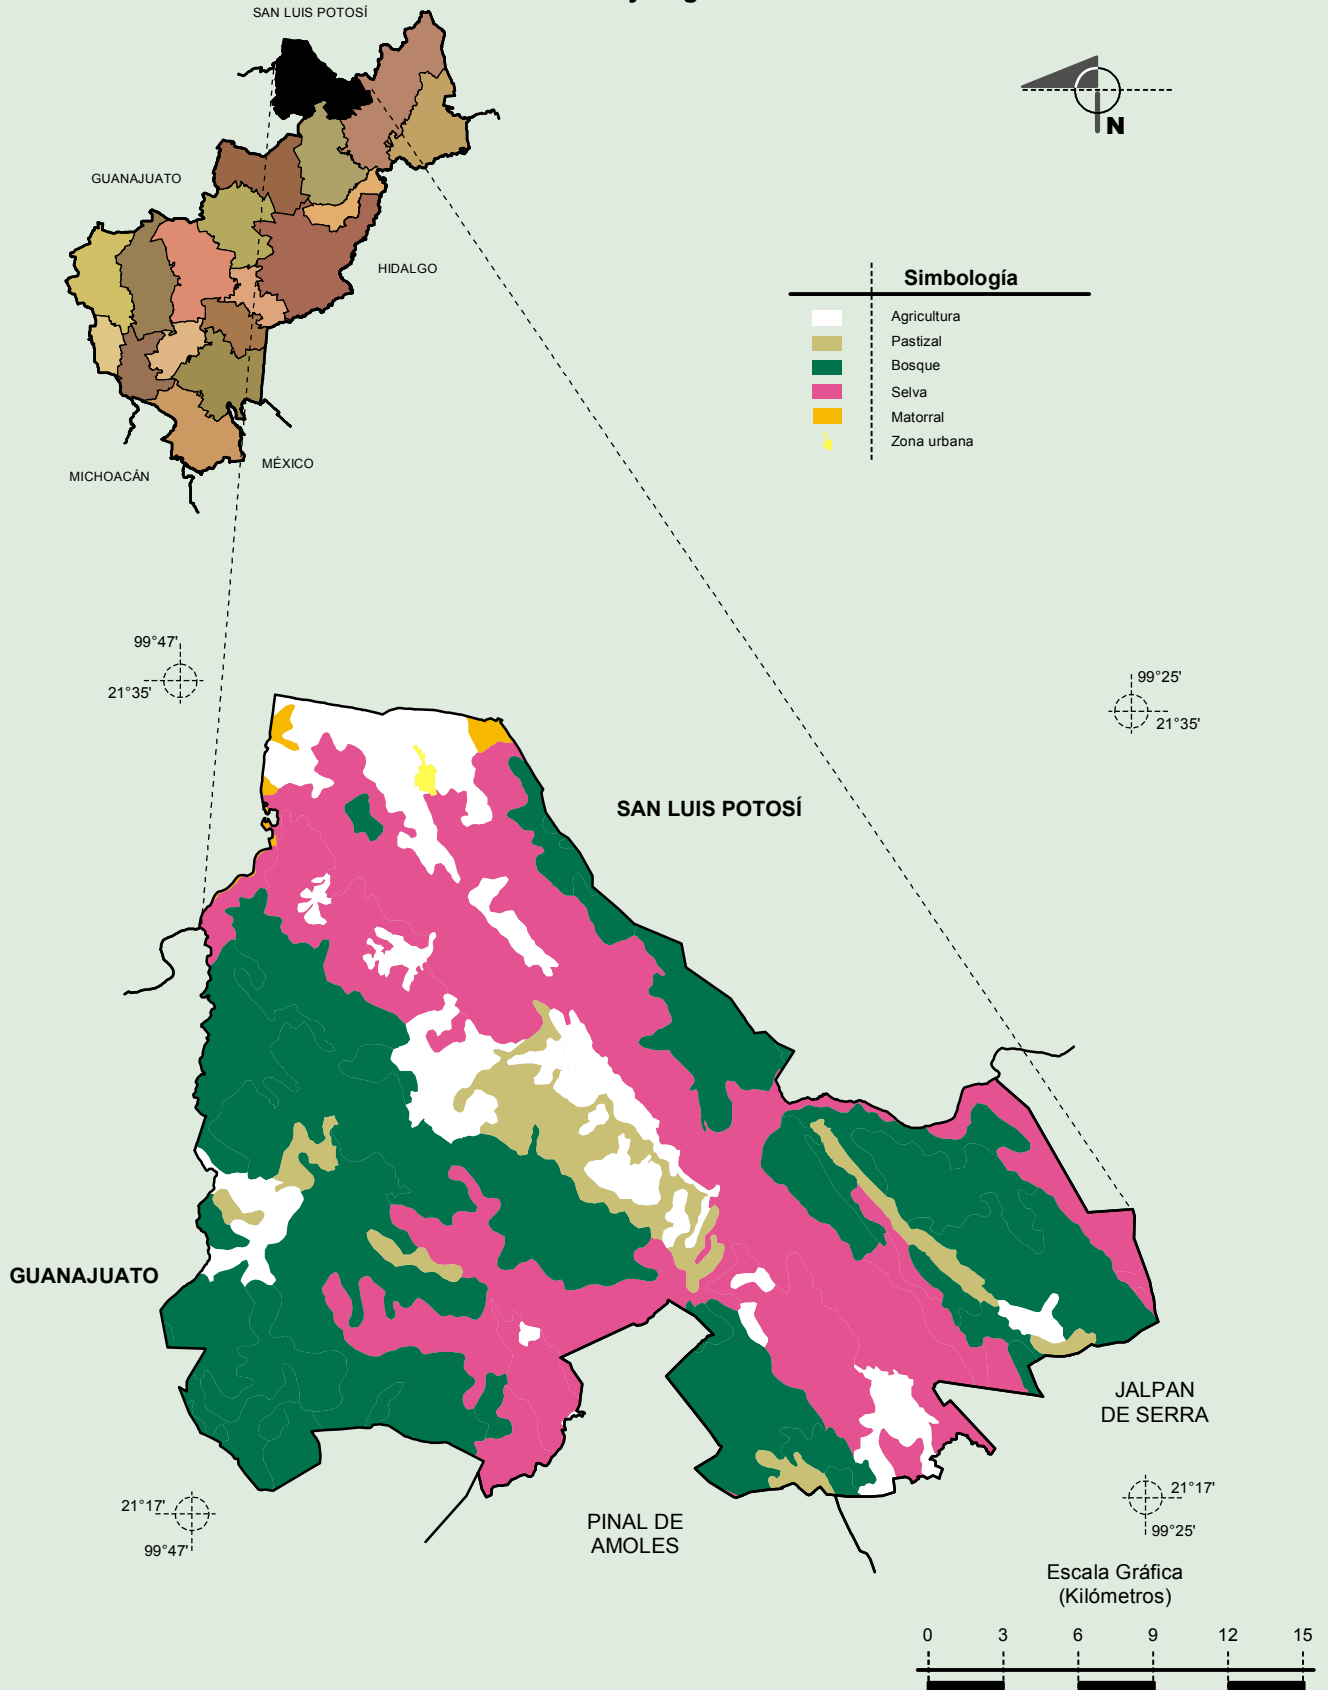 SAN LUIS POTOSÍ
GUANAJUATO
HIDALGO
MICHOACÁN
MÉXICO
N
Simbología
Agricultura
Pastizal
Bosque
Selva
Matorral
Zona urbana
99°47'
21°35'
99°25'
21°35'
SAN LUIS POTOSÍ
GUANAJUATO
JALPAN
DE SERRA
21°17'
99°47'
PINAL DE
AMOLES
21°17'
99°25'
Escala Gráfica
(Kilómetros)
0 3 6 9 12 15